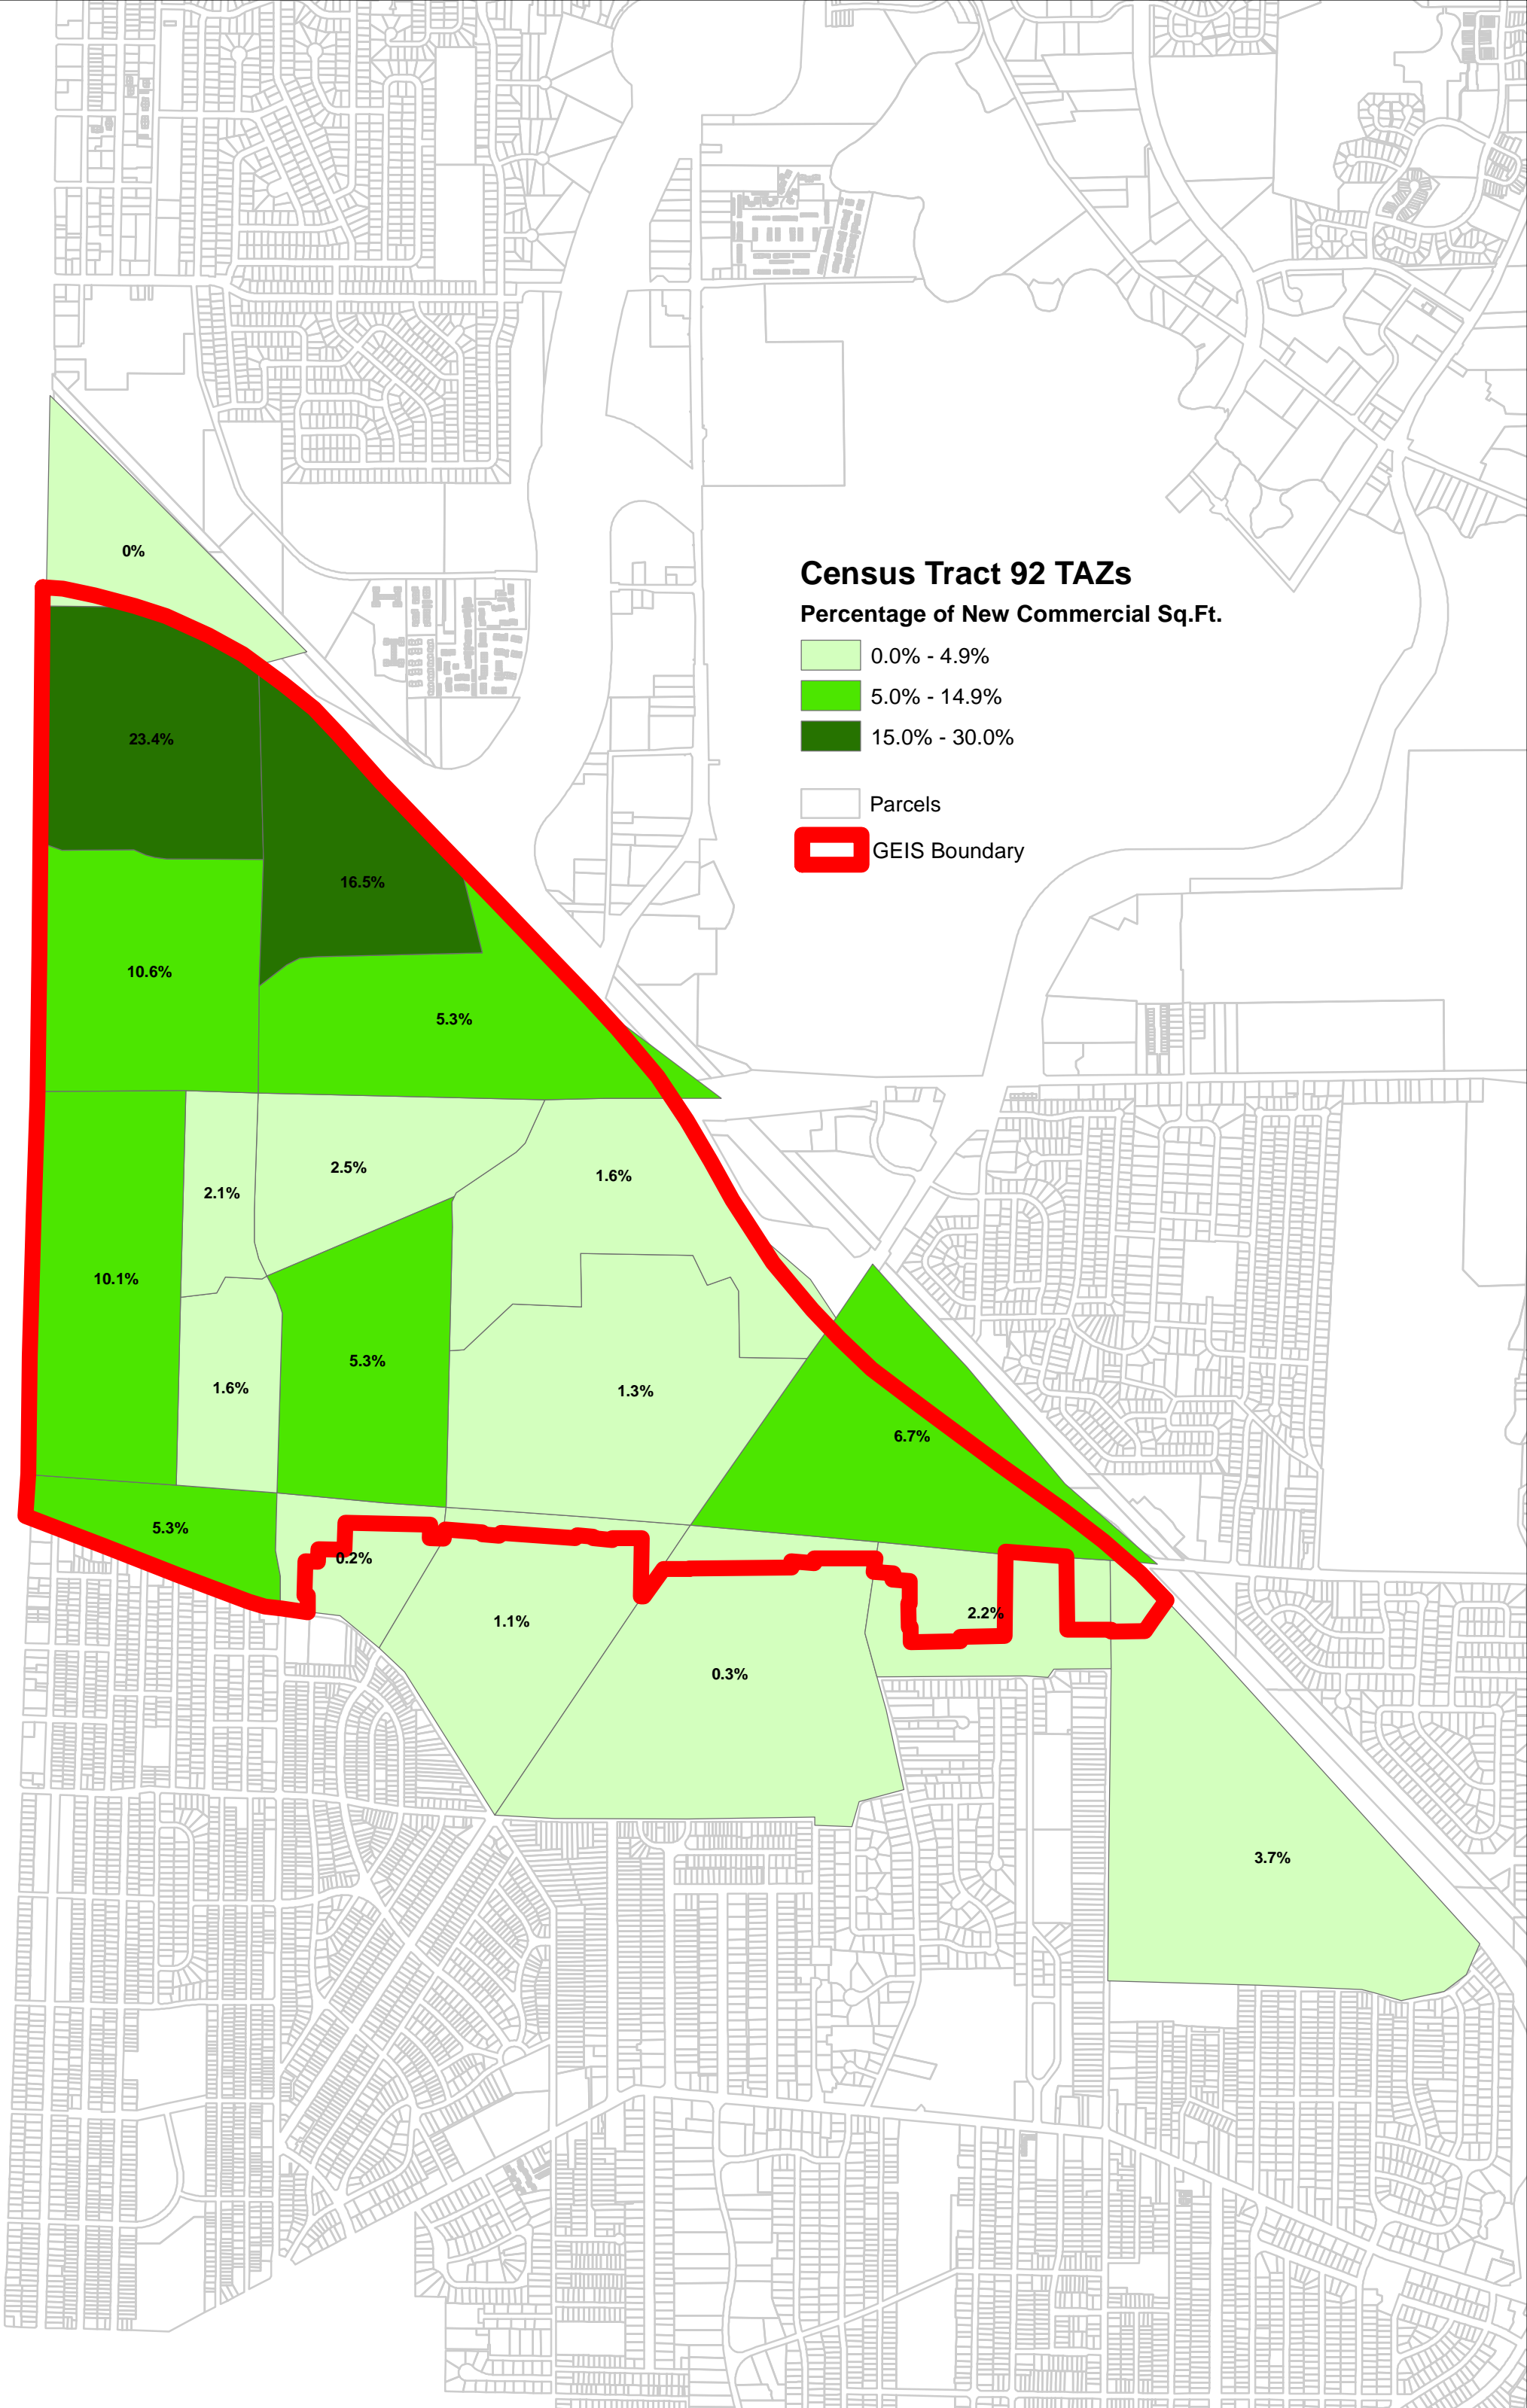 0%
Census Tract 92 TAZs
Percentage of New Commercial Sq.Ft.
0.0% - 4.9%
5.0% - 14.9%
15.0% - 30.0%
Parcels
GEIS Boundary
23.4%
16.5%
10.6%
5.3%
2.5%
1.6%
2.1%
10.1%
5.3%
1.6%
1.3%
6.7%
5.3%
0.2%
2.2%
1.1%
0.3%
3.7%